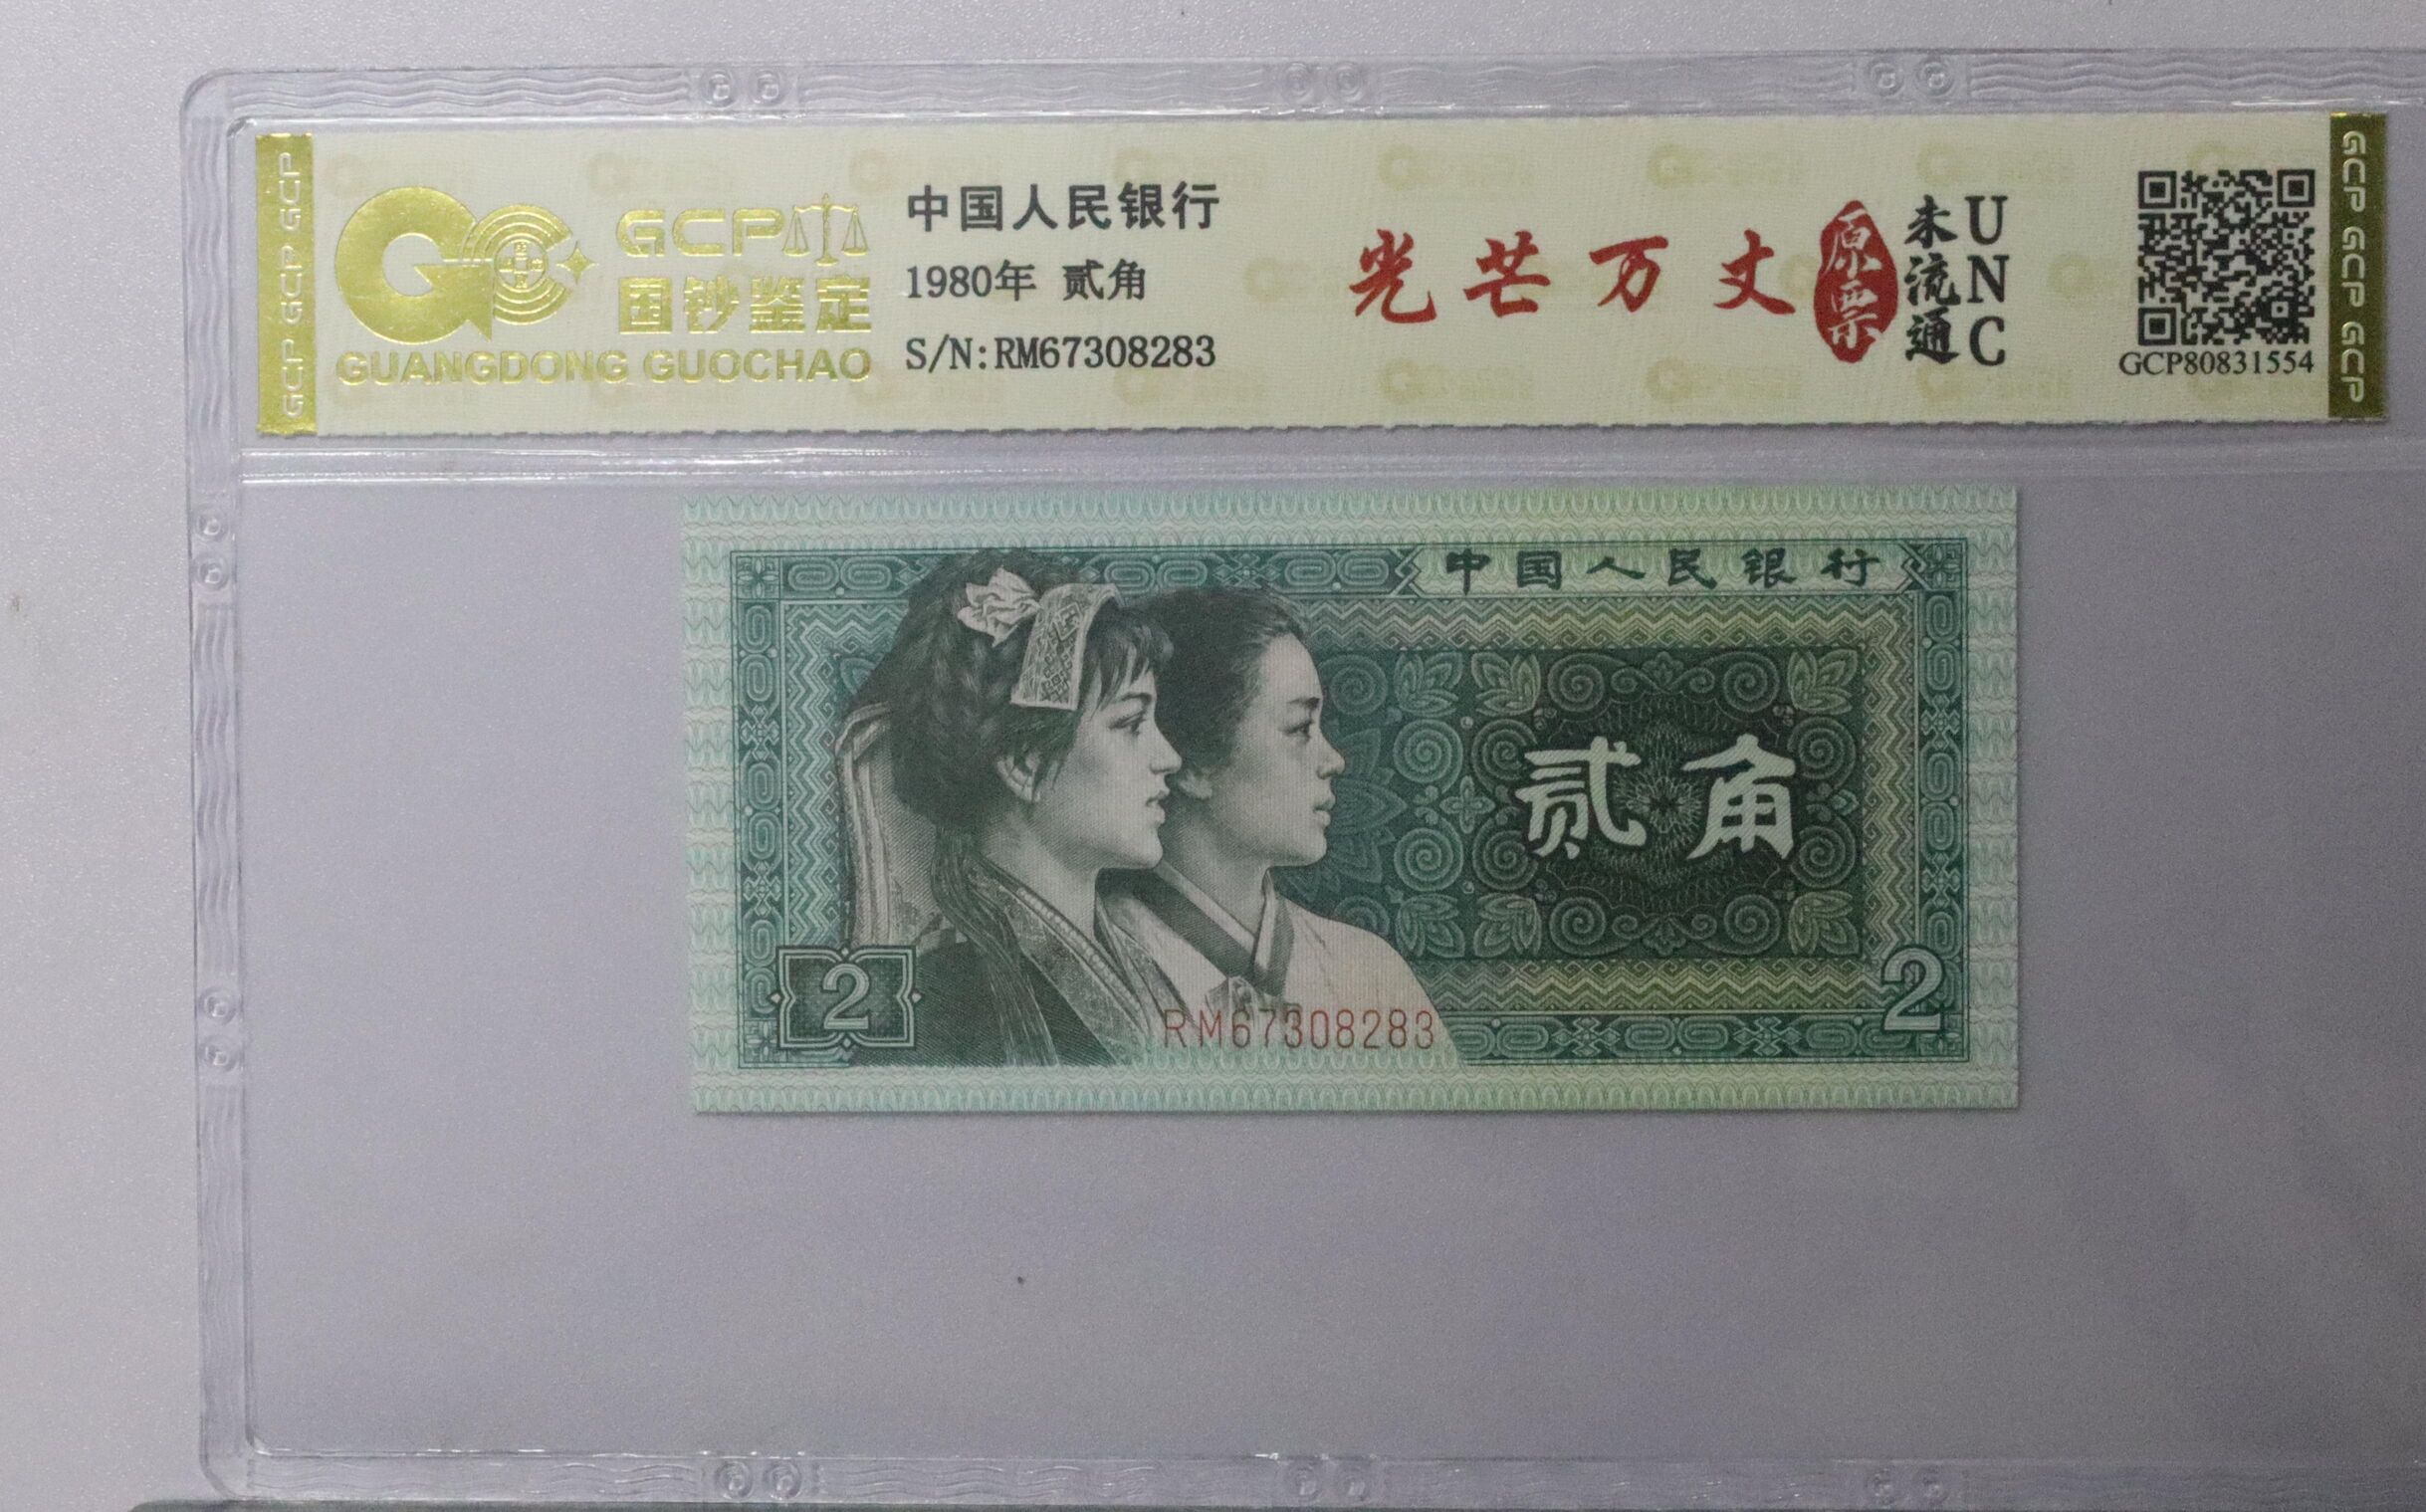 GCP GCP GCP
GCP
国钞鉴定
GUANGDONG GUOCHAO
中国人民银行
1980年 贰角
S/N:RM67308283
光芒万丈
原票
未流通
UNC
GCP80831554
GCP GCP GCP
中国人民银行
贰角
2
RM67308283
2